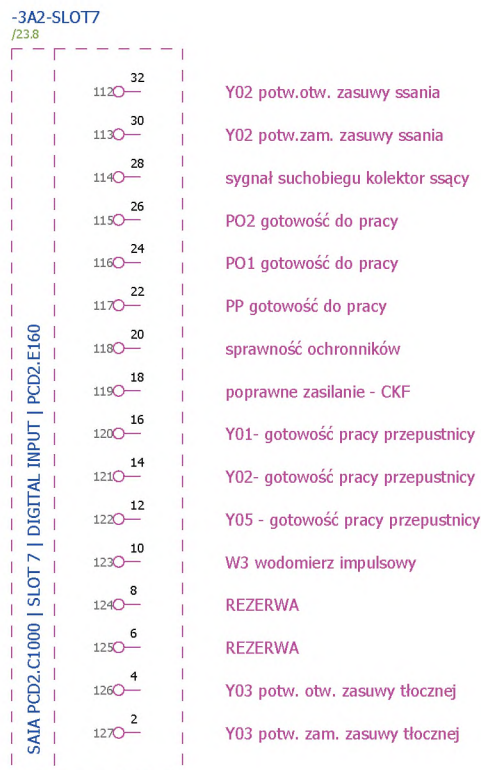 -3A2-SLOT7
/23.8
32
112 Y02 potw.otw. zasuwy ssania
30
113 Y02 potw.zam. zasuwy ssania
28
114 sygnał suchobiegu kolektor ssący
26
115 PO2 gotowość do pracy
24
116 PO1 gotowość do pracy
22
117 PP gotowość do pracy
20
118 sprawność ochronników
18
119 poprawne zasilanie - CKF
16
120 Y01- gotowość pracy przepustnicy
14
121 Y02- gotowość pracy przepustnicy
12
122 Y05 - gotowość pracy przepustnicy
10
123 W3 wodomierz impulsowy
8
124 REZERWA
6
125 REZERWA
4
126 Y03 potw. otw. zasuwy tłocznej
2
127 Y03 potw. zam. zasuwy tłocznej
SAIA PCD2.C1000 | SLOT 7 | DIGITAL INPUT | PCD2.E160